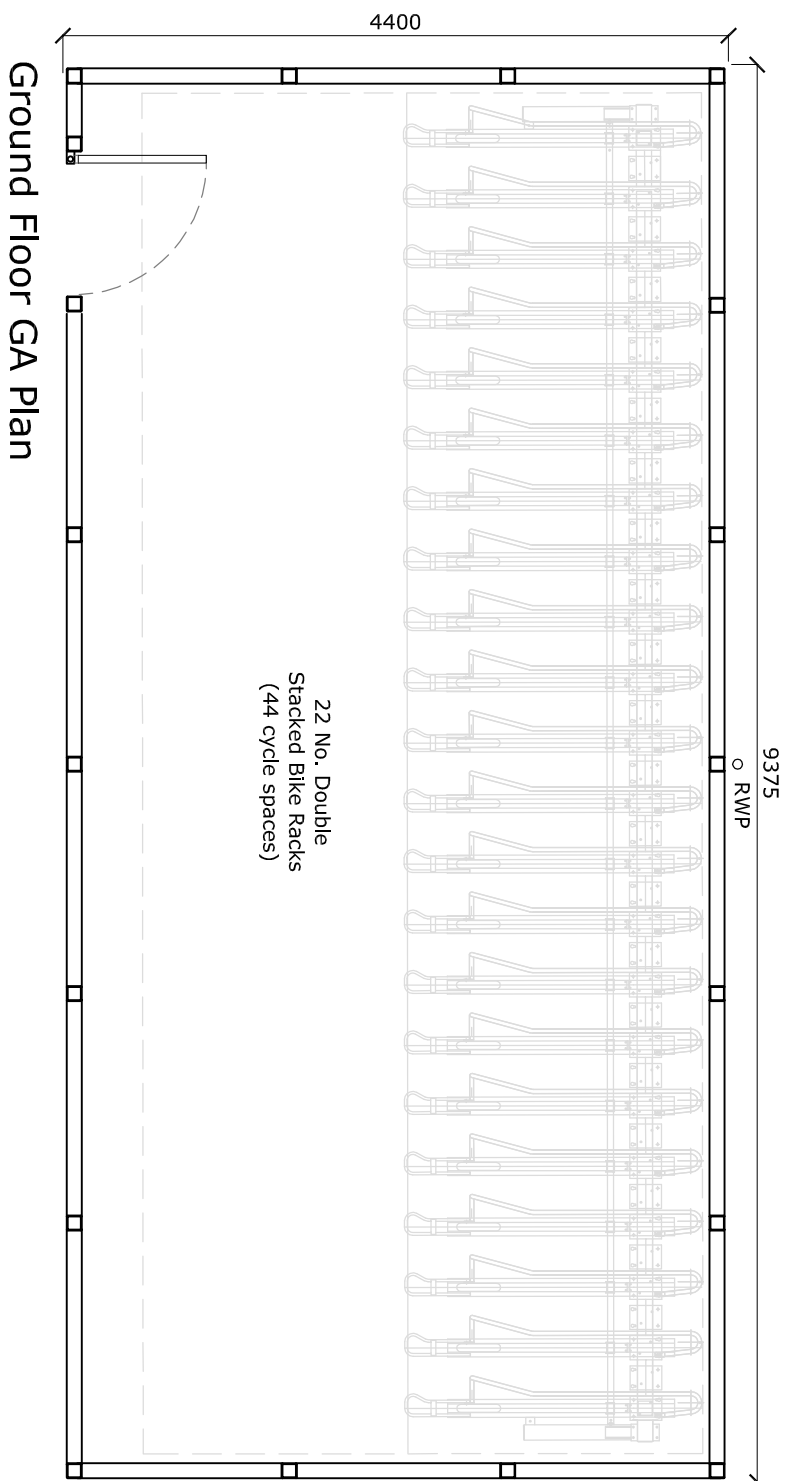 4400
9375
RWP
22 No. Double
Stacked Bike Racks
(44 cycle spaces)
Ground Floor GA Plan